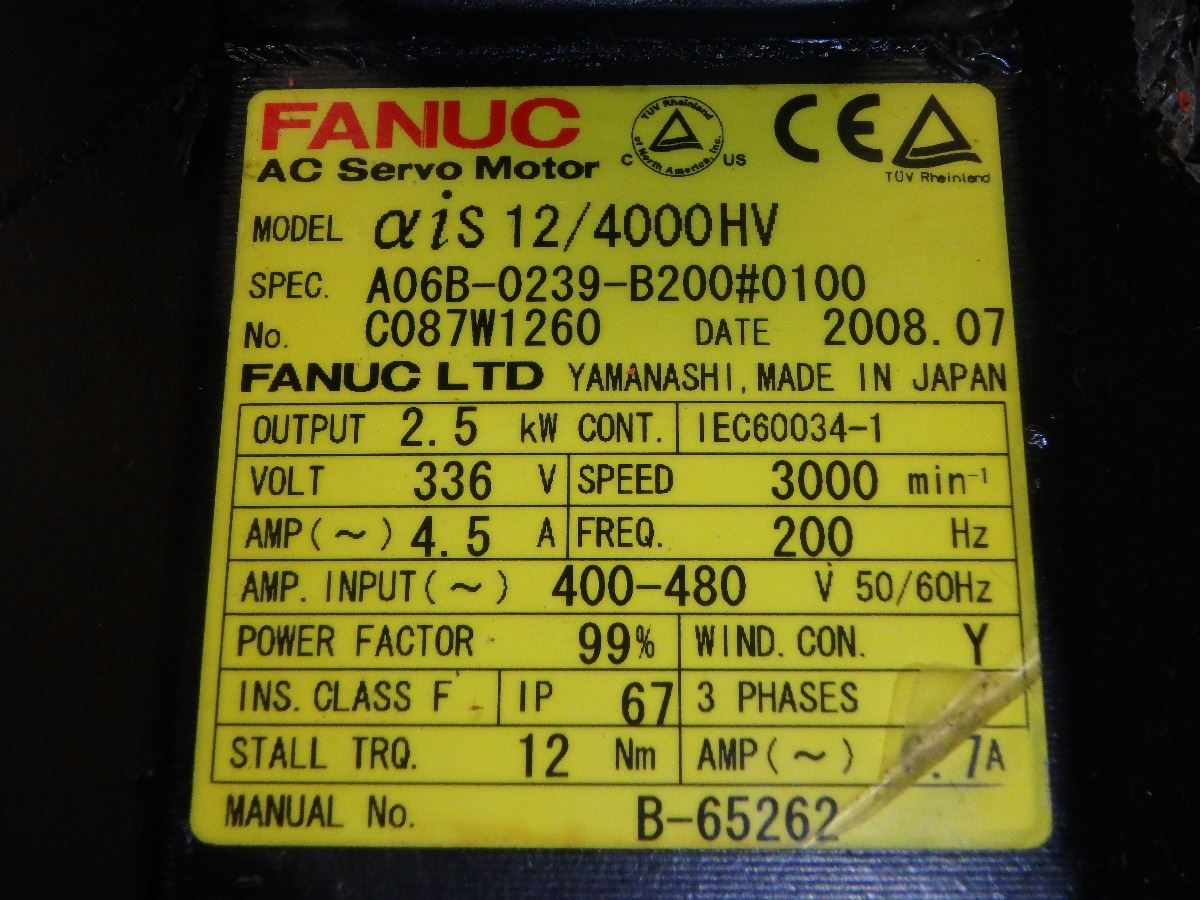 FANUC
AC Servo Motor
TÜV Rheinland of North America, Inc.
C US
CE
TÜV Rheinland
MODEL αiS 12/4000HV
SPEC. A06B-0239-B200#0100
No. C087W1260 DATE 2008.07
FANUC LTD YAMANASHI, MADE IN JAPAN
OUTPUT 2.5 kW CONT. IEC60034-1
VOLT 336 V SPEED 3000 min⁻¹
AMP(~) 4.5 A FREQ. 200 Hz
AMP. INPUT(~) 400-480 V 50/60Hz
POWER FACTOR 99% WIND. CON. Y
INS. CLASS F IP 67 3 PHASES
STALL TRQ. 12 Nm AMP(~)
MANUAL No. B-65262